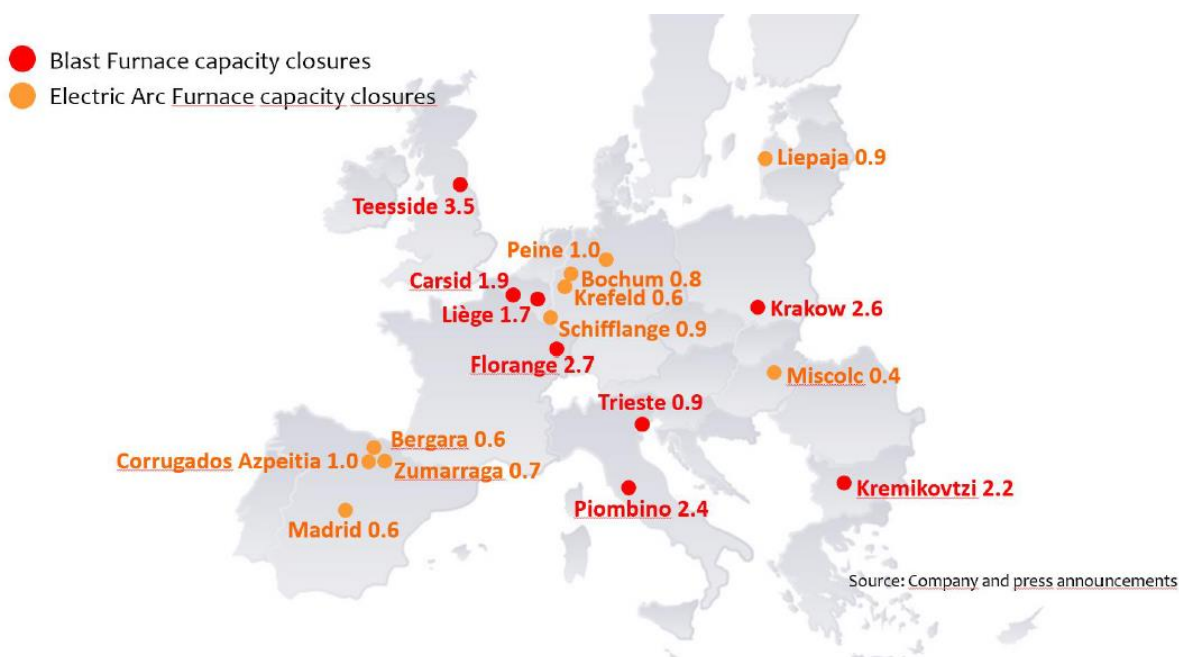 Blast Furnace capacity closures
Electric Arc Furnace capacity closures
Liepaja 0.9
Teesside 3.5
Peine 1.0
Bochum 0.8
Carsid 1.9
Krefeld 0.6
Liège 1.7
Krakow 2.6
Schifflange 0.9
Florange 2.7
Miscolc 0.4
Trieste 0.9
Bergara 0.6
Corrugados Azpeitia 1.0
Zumarraga 0.7
Kremikovtzi 2.2
Piombino 2.4
Madrid 0.6
Source: Company and press announcements